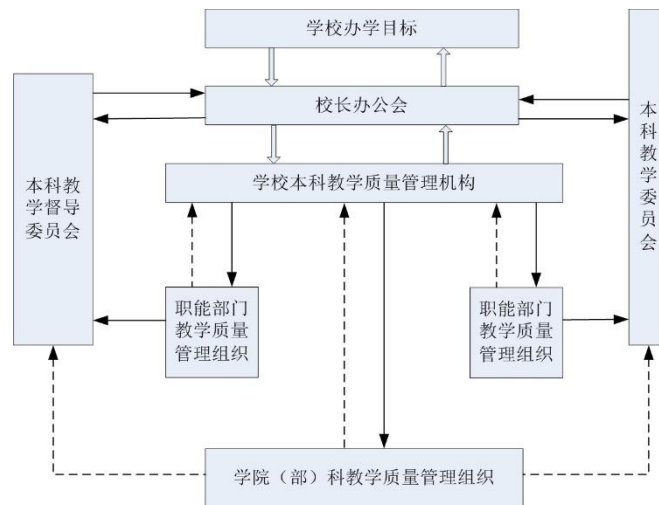 学校办学目标
校长办公会
本科教
学督导
委员会
本
科
教
学
委
员
会
学校本科教学质量管理机构
职能部门
教学质量
管理组织
职能部门
教学质量
管理组织
学院（部）科教学质量管理组织